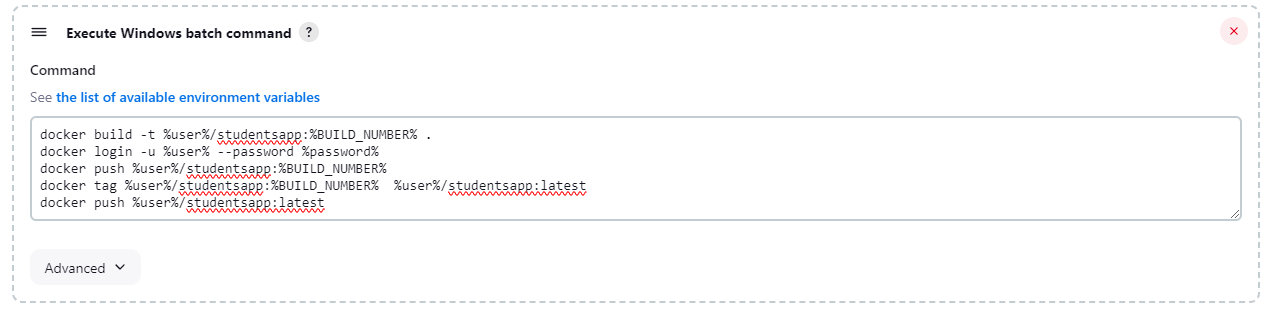 Execute Windows batch command ?
Command
See the list of available environment variables
docker build -t %user%/studentsapp:%BUILD_NUMBER% .
docker login -u %user% --password %password%
docker push %user%/studentsapp:%BUILD_NUMBER%
docker tag %user%/studentsapp:%BUILD_NUMBER%  %user%/studentsapp:latest
docker push %user%/studentsapp:latest
Advanced